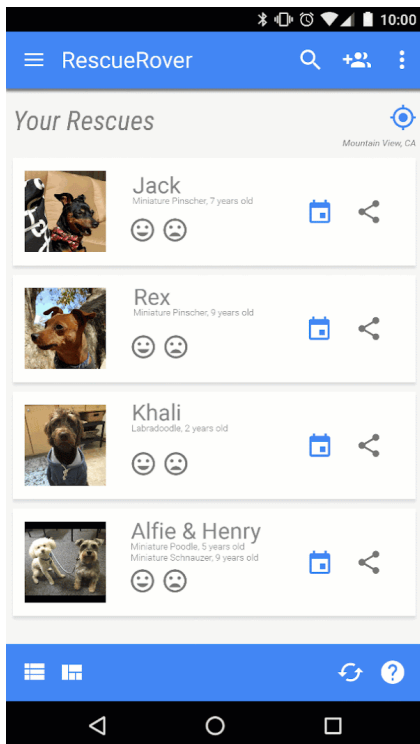 10:00
RescueRover
Your Rescues
Mountain View, CA
Jack
Miniature Pinscher, 7 years old
Rex
Miniature Pinscher, 9 years old
Khali
Labradoodle, 2 years old
Alfie & Henry
Miniature Poodle, 5 years old
Miniature Schnauzer, 9 years old